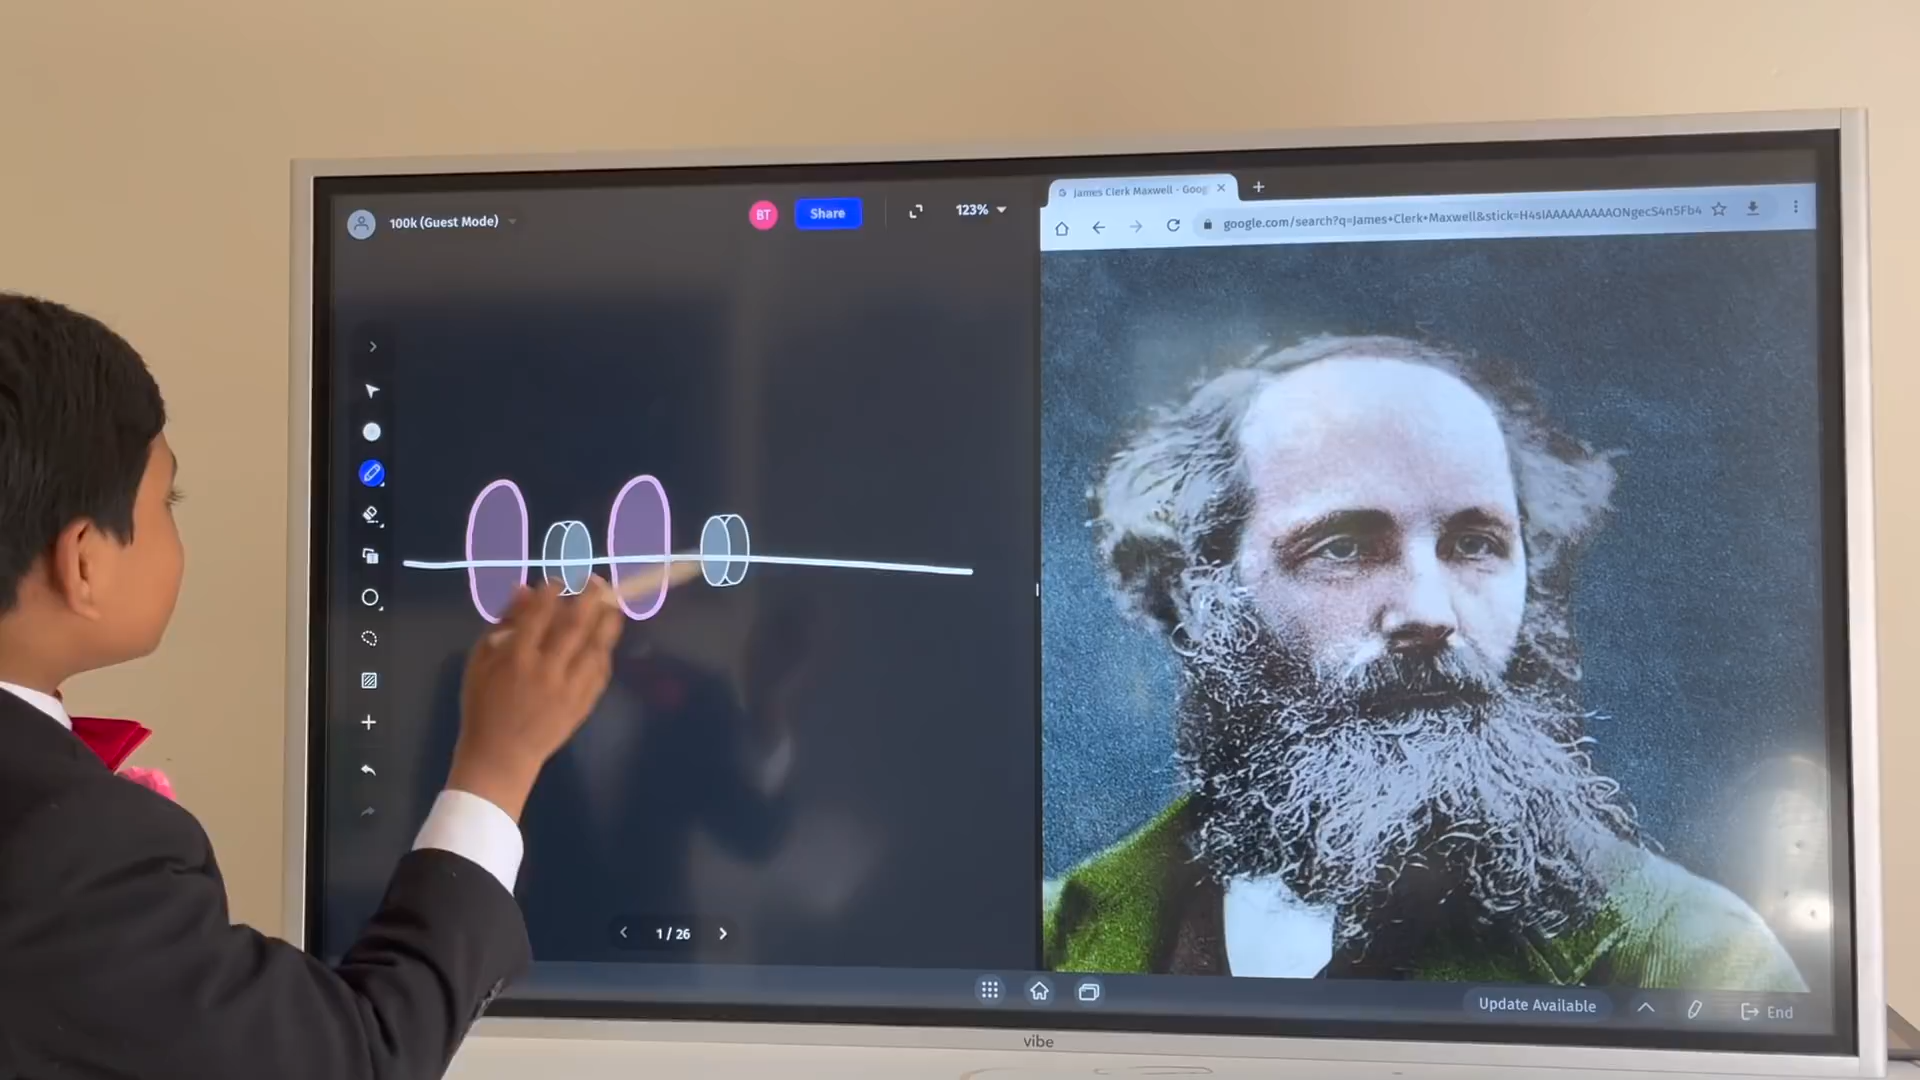 100k (Guest Mode)
BT
Share
123%
James Clerk Maxwell - Goog
google.com/search?q=James+Clerk+Maxwell&stick=H4sIAAAAAAAAAONgecS4n5Fb4
1 / 26
Update Available
End
vibe